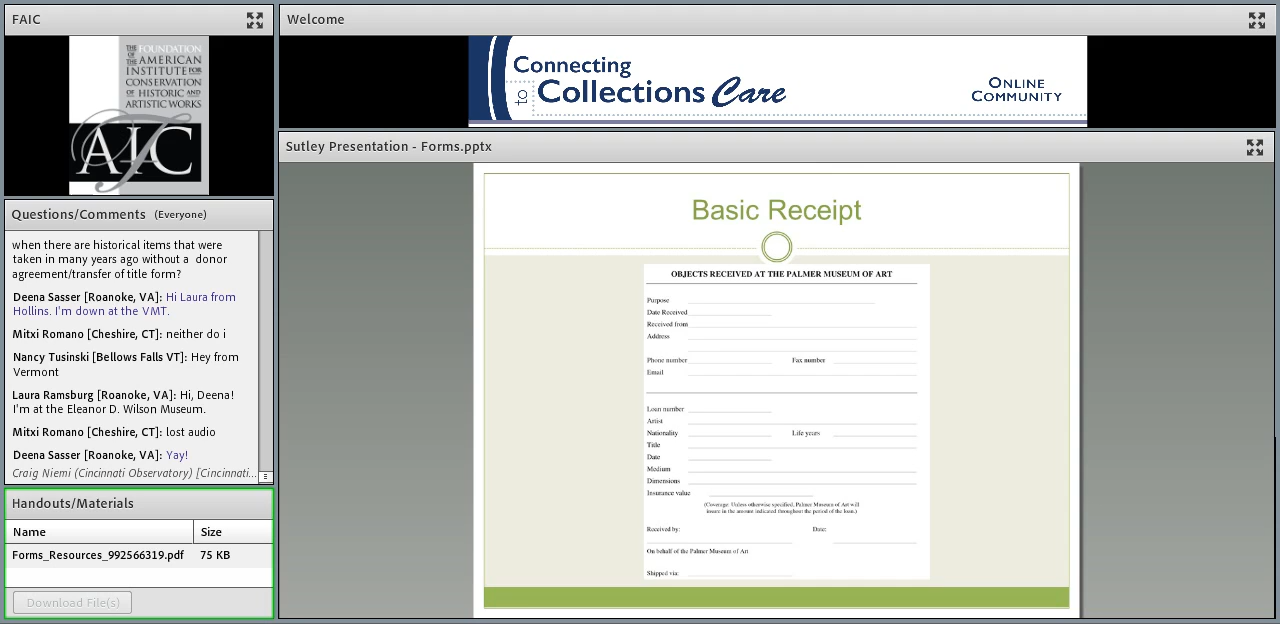 FAIC
THE FOUNDATION
OF THE AMERICAN
INSTITUTE FOR
CONSERVATION
OF HISTORIC AND
ARTISTIC WORKS
AIC
Questions/Comments (Everyone)
when there are historical items that were
taken in many years ago without a donor
agreement/transfer of title form?
Deena Sasser [Roanoke, VA]: Hi Laura from
Hollins. I'm down at the VMT.
Mitxi Romano [Cheshire, CT]: neither do i
Nancy Tusinski [Bellows Falls VT]: Hey from
Vermont
Laura Ramsburg [Roanoke, VA]: Hi, Deena!
I'm at the Eleanor D. Wilson Museum.
Mitxi Romano [Cheshire, CT]: lost audio
Deena Sasser [Roanoke, VA]: Yay!
Craig Niemi (Cincinnati Observatory) [Cincinnati...
Handouts/Materials
Name Size
Forms_Resources_992566319.pdf 75 KB
Download File(s)
Welcome
Connecting
to Collections Care
ONLINE
COMMUNITY
Sutley Presentation - Forms.pptx
Basic Receipt
OBJECTS RECEIVED AT THE PALMER MUSEUM OF ART
Purpose
Date Received
Received from
Address
Phone number Fax number
Email
Loan number
Artist
Nationality Life years
Title
Date
Medium
Dimensions
Insurance value
(Coverage: Unless otherwise specified, Palmer Museum of Art will
insure in the amount indicated throughout the period of the loan.)
Received by: Date:
On behalf of the Palmer Museum of Art
Shipped via: